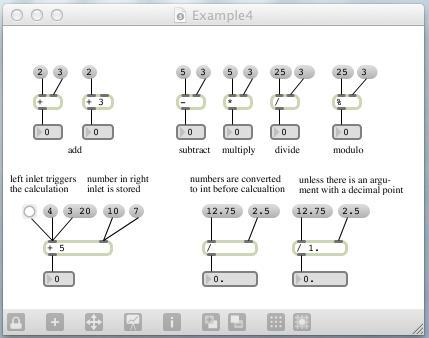 Example4
2 3 2 5 3 5 3 25 3 25 3
+ + 3 - * / %
0 0 0 0 0 0
add subtract multiply divide modulo
left inlet triggers number in right numbers are converted unless there is an argu-
the calculation inlet is stored to int before calcualtion ment with a decimal point
4 3 20 10 7 12.75 2.5 12.75 2.5
+ 5 / / 1.
0 0. 0.